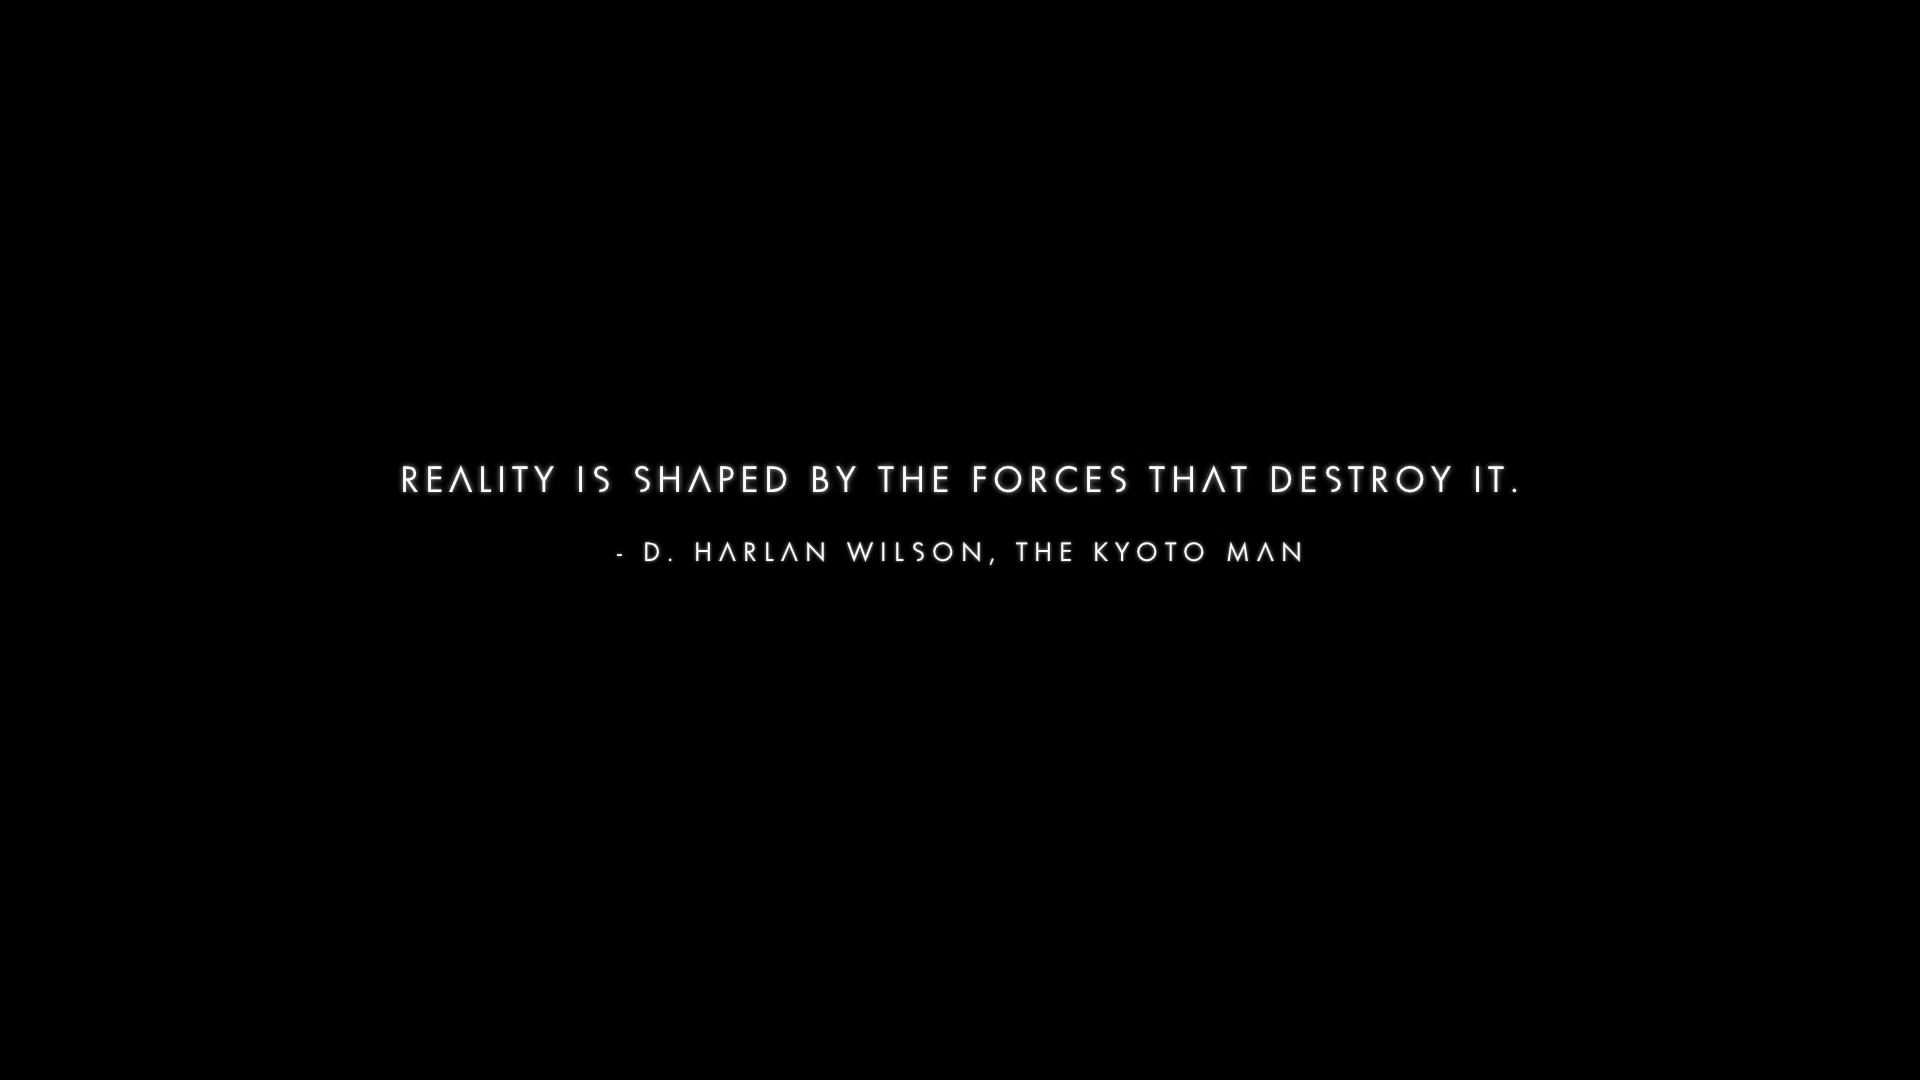 REALITY IS SHAPED BY THE FORCES THAT DESTROY IT.
- D. HARLAN WILSON, THE KYOTO MAN